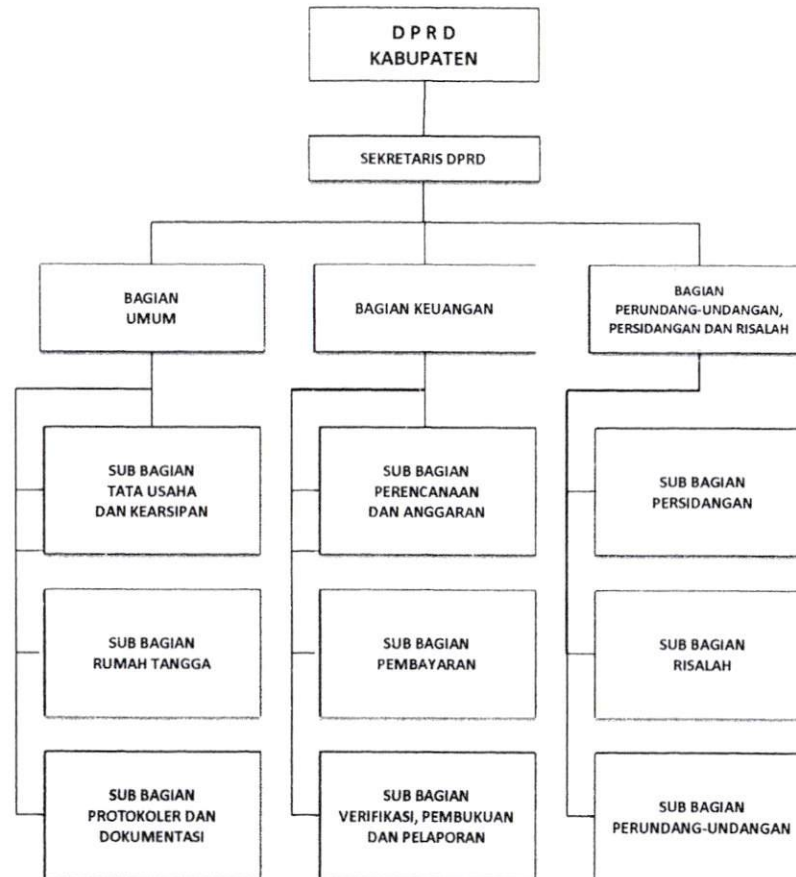 D P R D
KABUPATEN
SEKRETARIS DPRD
BAGIAN
UMUM
BAGIAN KEUANGAN
BAGIAN
PERUNDANG-UNDANGAN,
PERSIDANGAN DAN RISALAH
SUB BAGIAN
TATA USAHA
DAN KEARSIPAN
SUB BAGIAN
PERENCANAAN
DAN ANGGARAN
SUB BAGIAN
PERSIDANGAN
SUB BAGIAN
RUMAH TANGGA
SUB BAGIAN
PEMBAYARAN
SUB BAGIAN
RISALAH
SUB BAGIAN
PROTOKOLER DAN
DOKUMENTASI
SUB BAGIAN
VERIFIKASI, PEMBUKUAN
DAN PELAPORAN
SUB BAGIAN
PERUNDANG-UNDANGAN